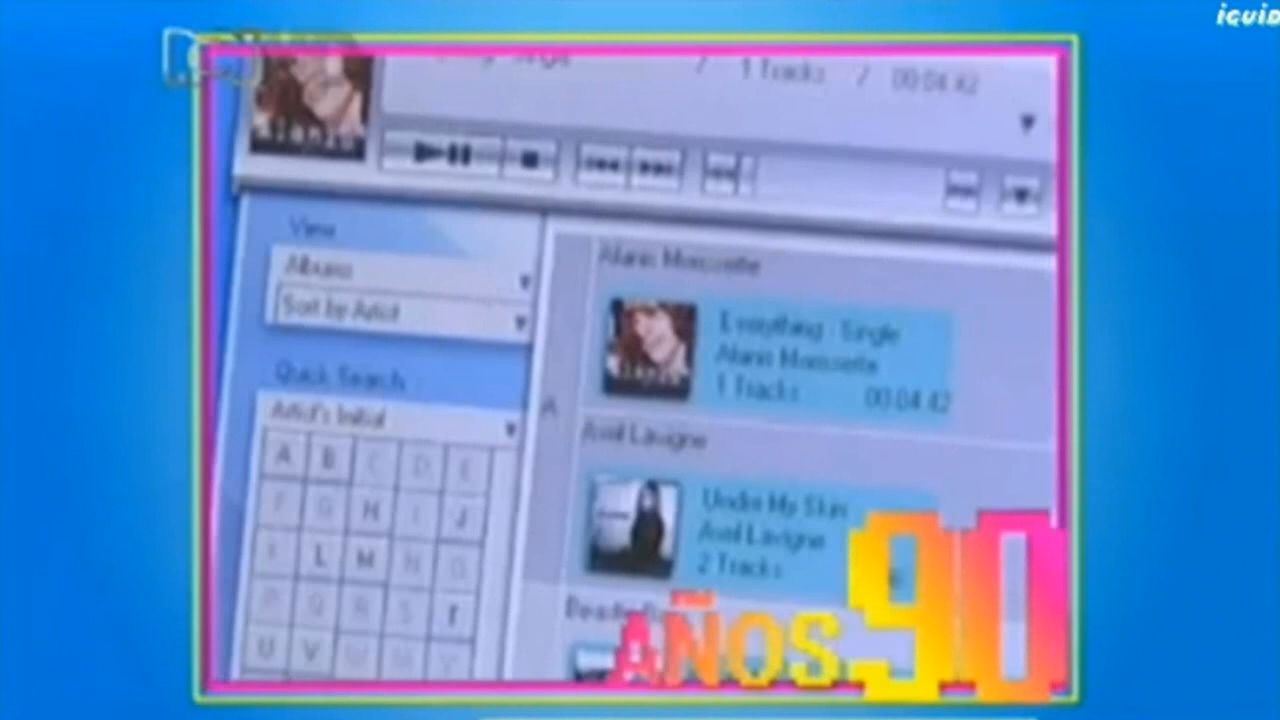 iGUiD
1 Tracks / 00:04:42
View
Albums
Sort by Artist
Quick Search
Artist's Initial
A B C D E
F G H I J
K L M N O
P Q R S T
U V W X Y
Alanis Morissette
Everything - Single
Alanis Morissette
1 Tracks 00:04:42
A
Avril Lavigne
Under My Skin
Avril Lavigne
2 Tracks
AÑOS 90